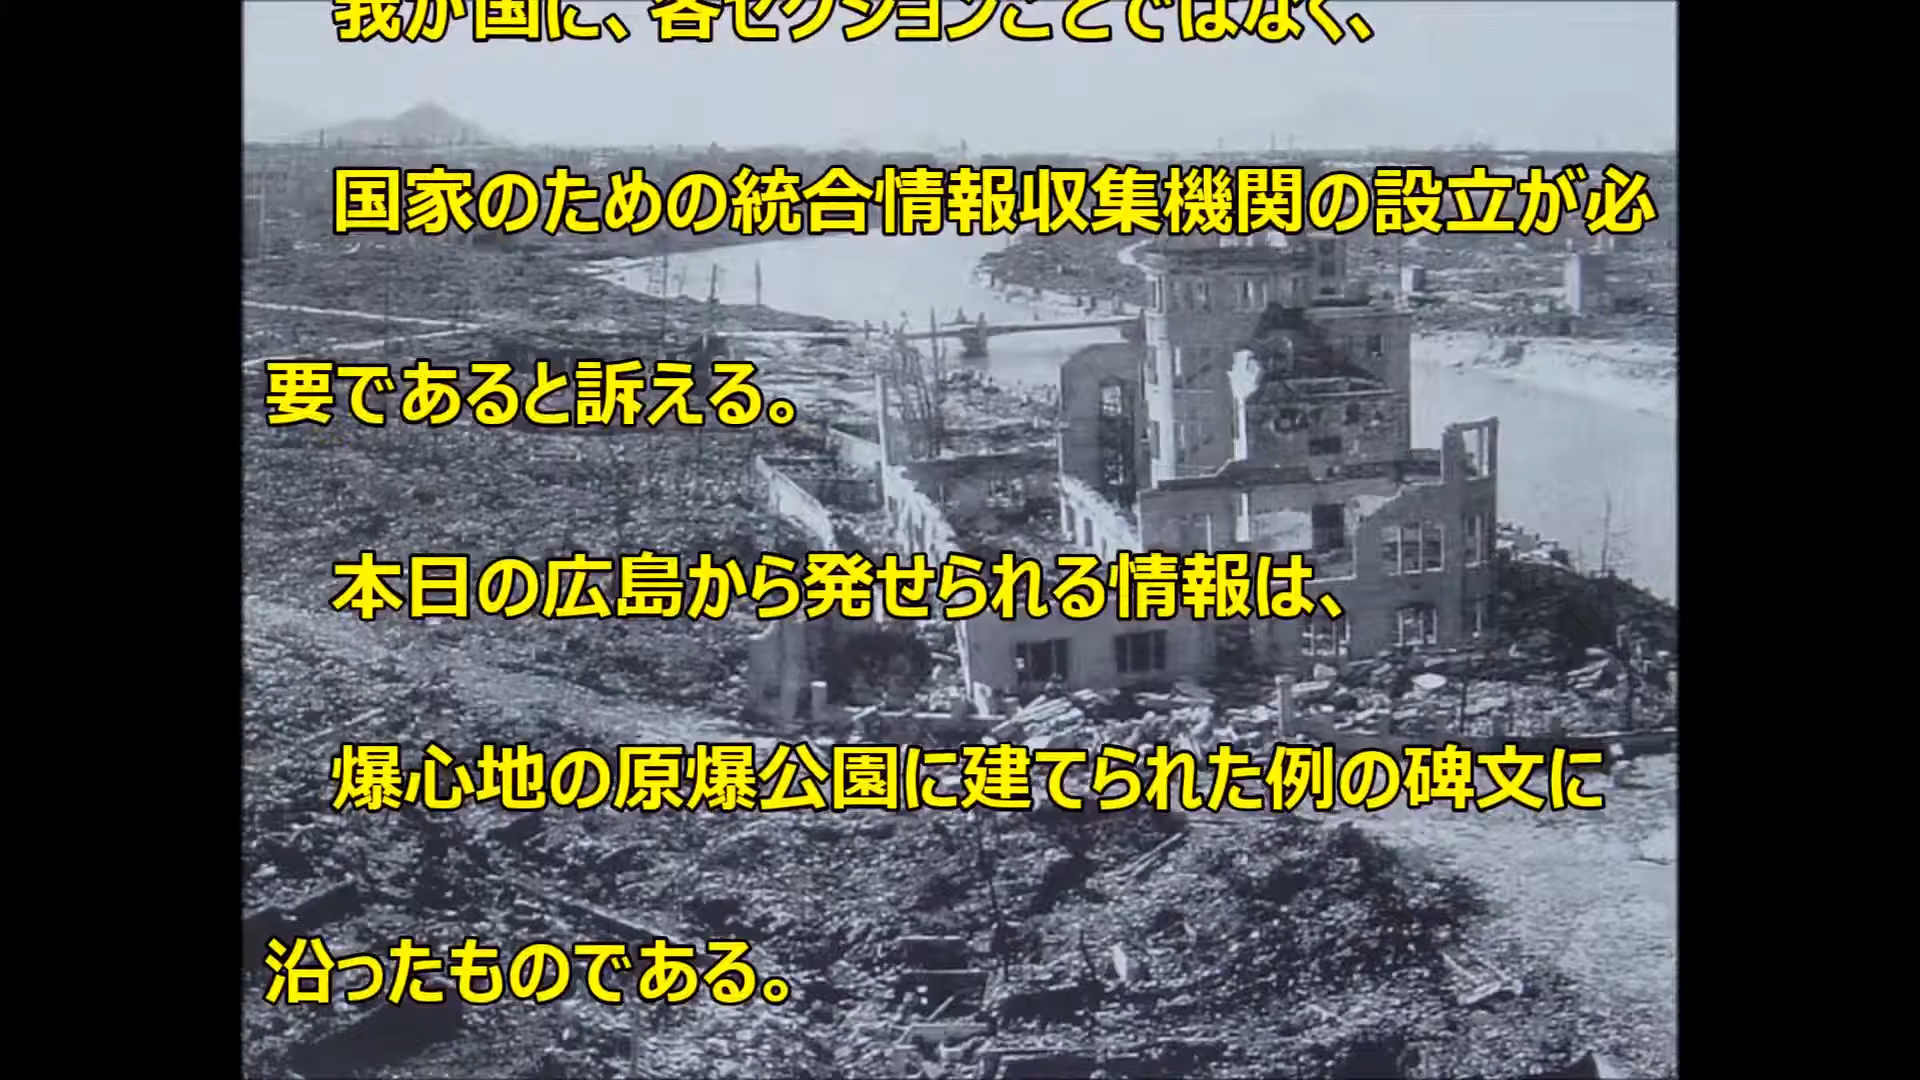 我が国に、各セクションごとではなく、
国家のための統合情報収集機関の設立が必
要であると訴える。
本日の広島から発せられる情報は、
爆心地の原爆公園に建てられた例の碑文に
沿ったものである。